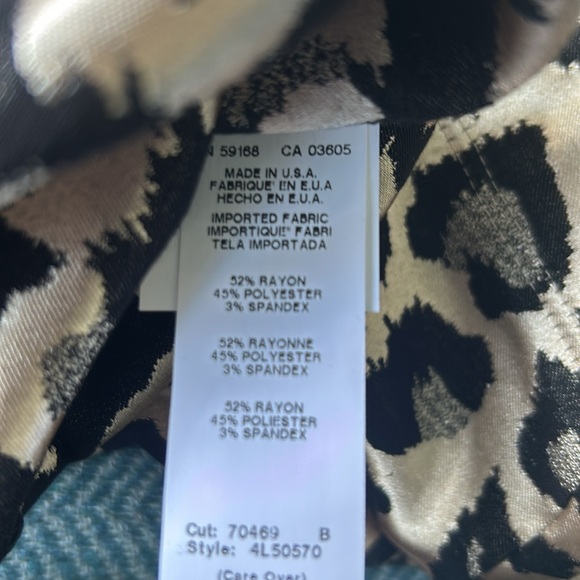 N 59168 CA 03605
MADE IN U.S.A.
FABRIQUE' EN E.U.A
HECHO EN E.U.A.
IMPORTED FABRIC
IMPORTIQUE' FABRI
TELA IMPORTADA
52% RAYON
45% POLYESTER
3% SPANDEX
52% RAYONNE
45% POLYESTER
3% SPANDEX
52% RAYON
45% POLIESTER
3% SPANDEX
Cut: 70469 B
Style: 4L50570
(Care Over)